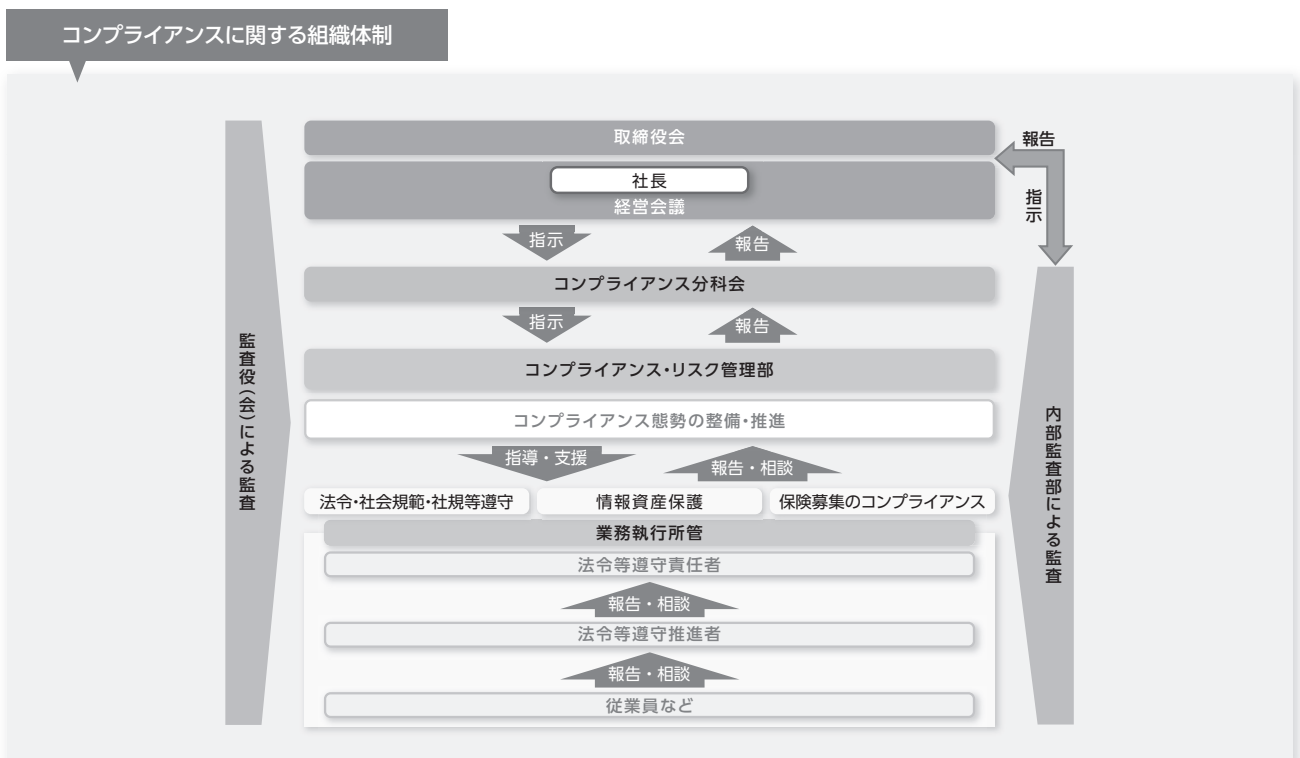 コンプライアンスに関する組織体制
取締役会
社長
経営会議
報告
指示
指示
報告
コンプライアンス分科会
指示
報告
コンプライアンス・リスク管理部
コンプライアンス態勢の整備・推進
指導・支援
報告・相談
法令・社会規範・社規等遵守
情報資産保護
保険募集のコンプライアンス
業務執行所管
法令等遵守責任者
報告・相談
法令等遵守推進者
報告・相談
従業員など
監査役(会)による監査
内部監査部による監査